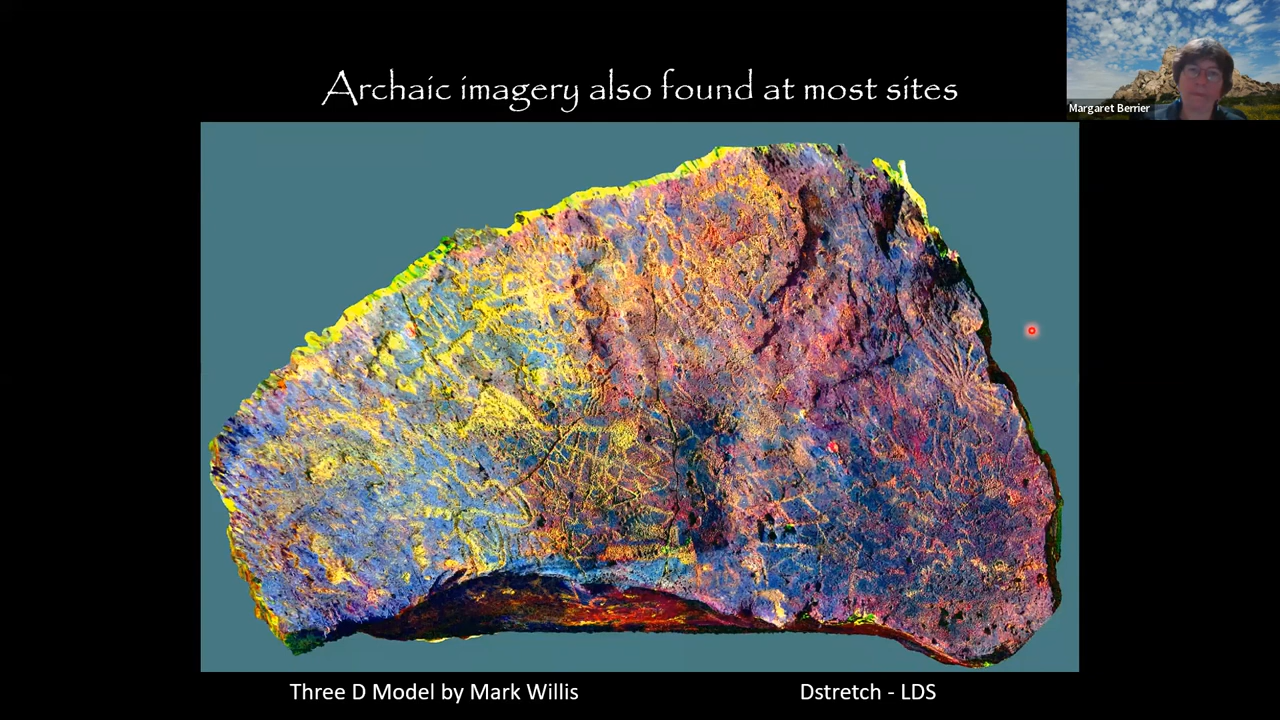 Archaic imagery also found at most sites
Margaret Berrier
Three D Model by Mark Willis
Dstretch - LDS